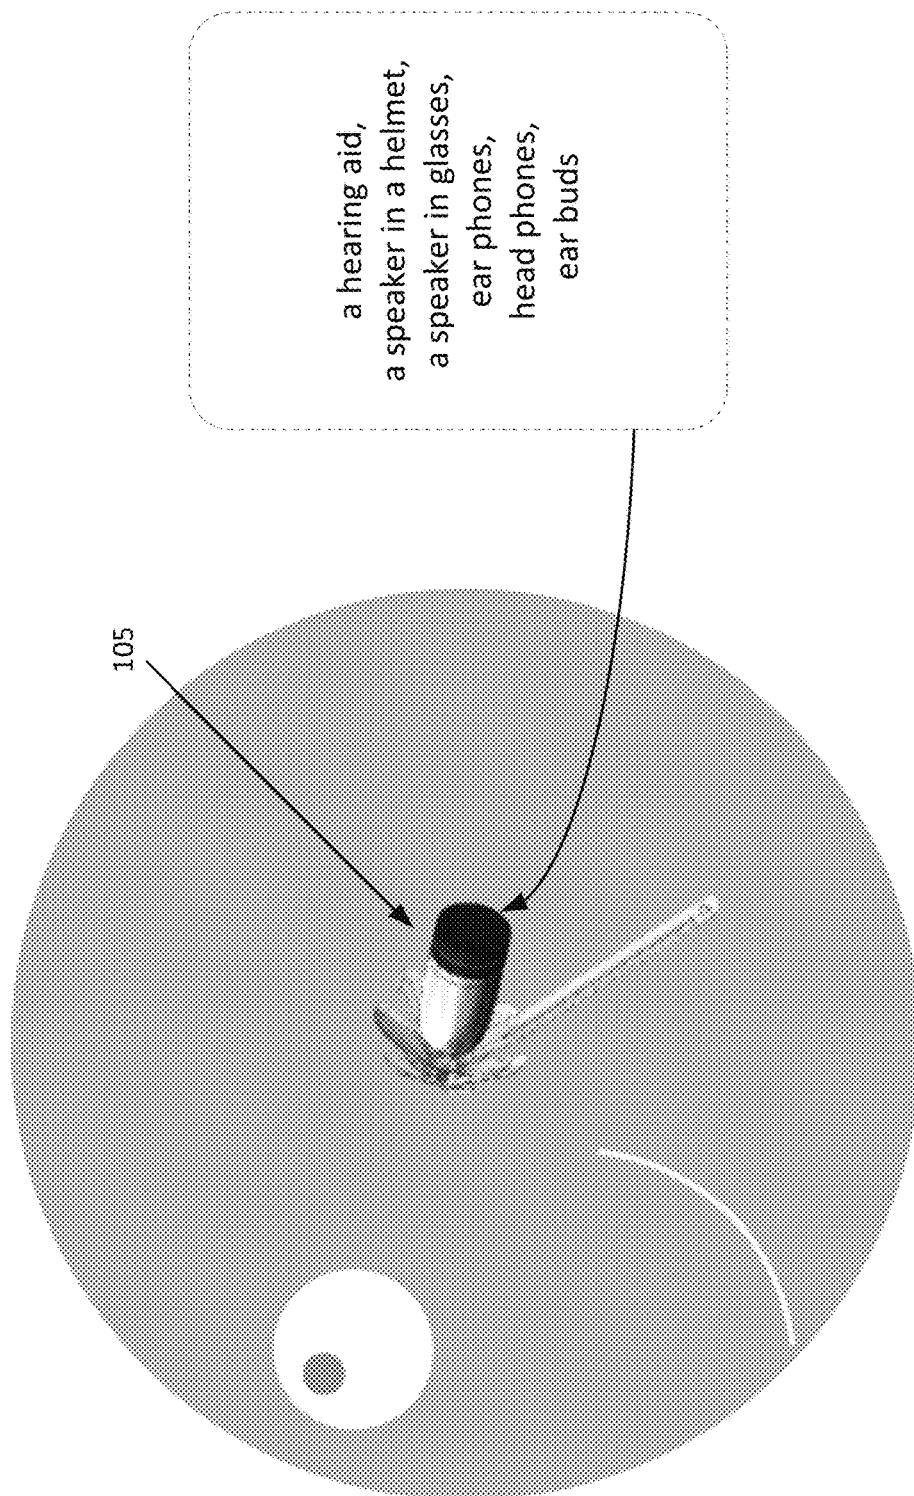 105
a hearing aid,
a speaker in a helmet,
a speaker in glasses,
ear phones,
head phones,
ear buds